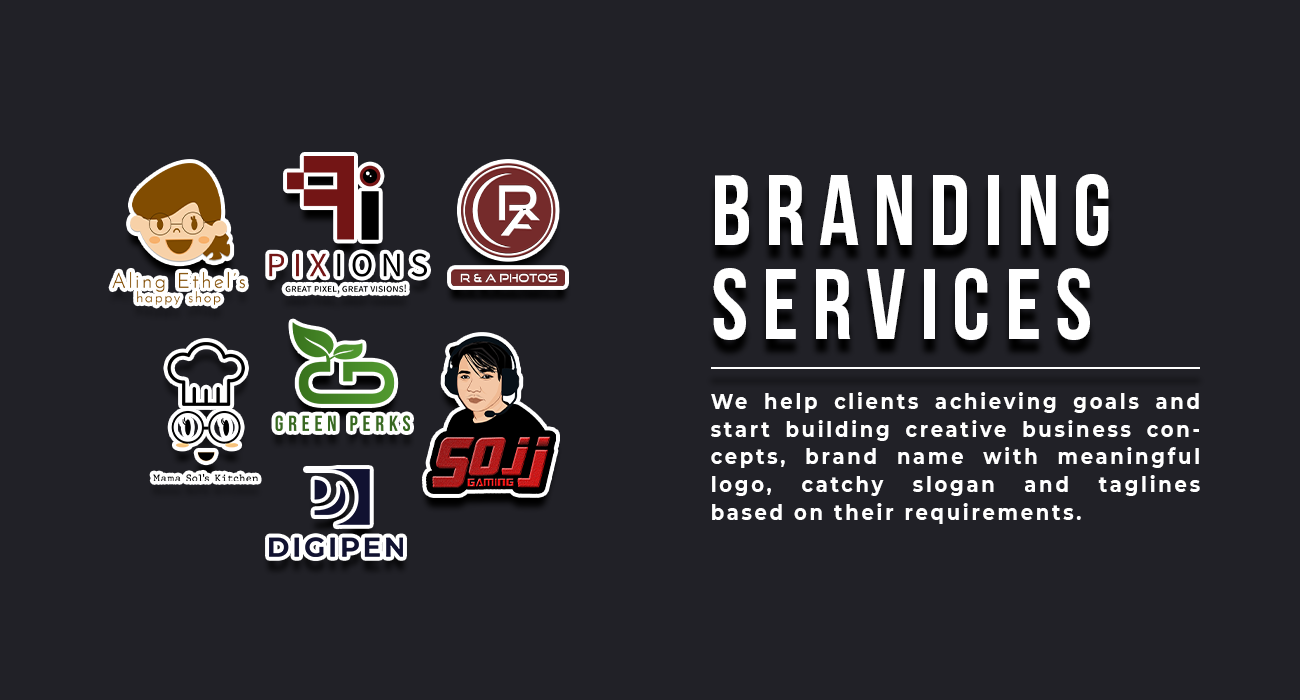 Aling Ethel's
happy shop
PIXIONS
GREAT PIXEL, GREAT VISIONS!
RA
R & A PHOTOS
Mama Sol's Kitchen
GREEN PERKS
SOJJ
GAMING
DIGIPEN
BRANDING
SERVICES
We help clients achieving goals and
start building creative business con-
cepts, brand name with meaningful
logo, catchy slogan and taglines
based on their requirements.